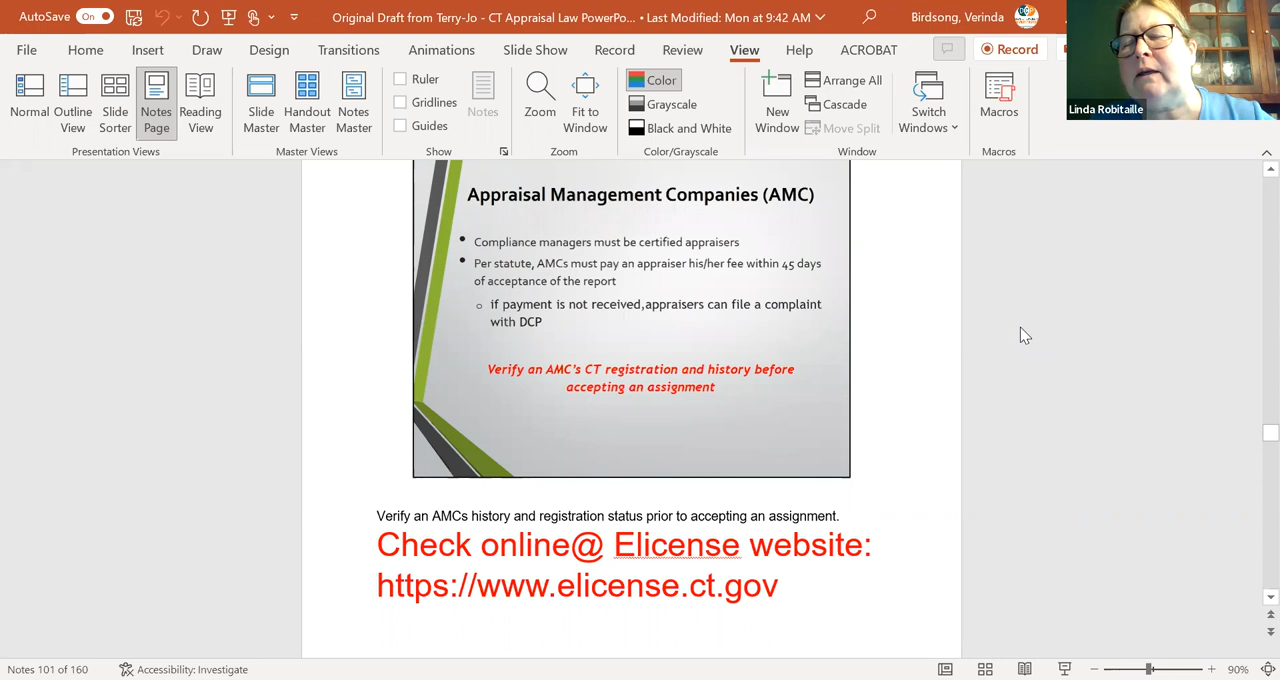 AutoSave On Original Draft from Terry-Jo - CT Appraisal Law PowerPo... • Last Modified: Mon at 9:42 AM Birdsong, Verinda
File Home Insert Draw Design Transitions Animations Slide Show Record Review View Help ACROBAT Record
Normal Outline View Slide Sorter Notes Page Reading View
Presentation Views
Slide Master Handout Master Notes Master
Master Views
Ruler
Gridlines
Guides
Notes
Show
Zoom Fit to Window
Zoom
Color
Grayscale
Black and White
Color/Grayscale
New Window
Arrange All
Cascade
Move Split
Switch Windows
Window
Macros
Macros
Linda Robitaille
Appraisal Management Companies (AMC)
• Compliance managers must be certified appraisers
• Per statute, AMCs must pay an appraiser his/her fee within 45 days
of acceptance of the report
o if payment is not received,appraisers can file a complaint
with DCP
Verify an AMC's CT registration and history before
accepting an assignment
Verify an AMCs history and registration status prior to accepting an assignment.
Check online@ Elicense website:
https://www.elicense.ct.gov
Notes 101 of 160 Accessibility: Investigate 90%